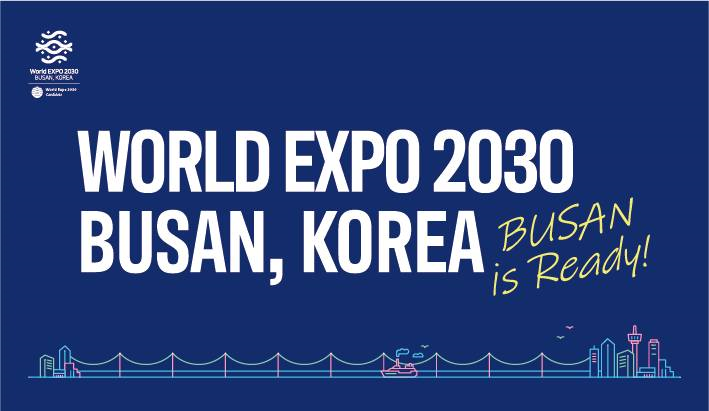 World EXPO 2030
BUSAN, KOREA
World Expo 2030
Candidate
WORLD EXPO 2030
BUSAN, KOREA
BUSAN
is Ready!